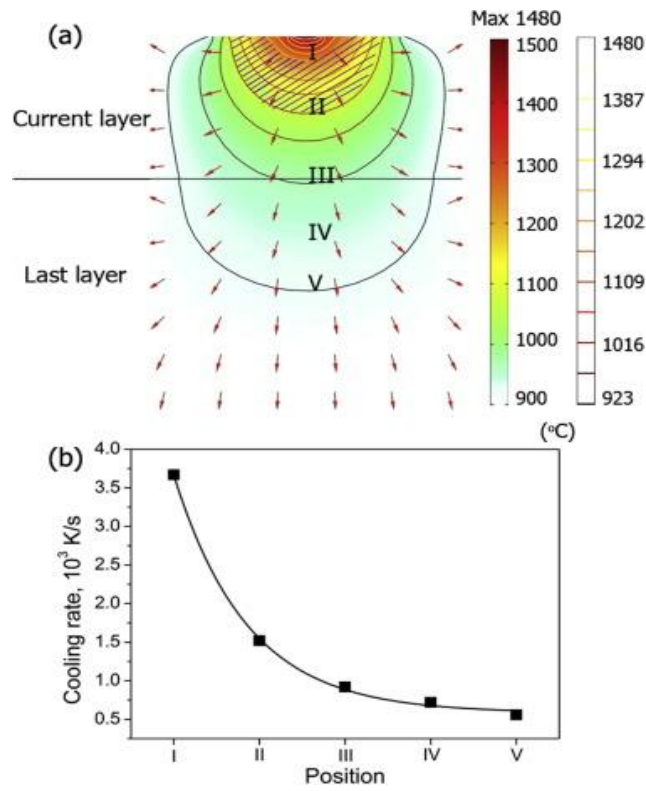 (a)
Max 1480
I
II
III
IV
V
Current layer
Last layer
1500
1400
1300
1200
1100
1000
900
1480
1387
1294
1202
1109
1016
923
(°C)
(b)
Cooling rate, 10³ K/s
4.0
3.5
3.0
2.5
2.0
1.5
1.0
0.5
I II III IV V
Position